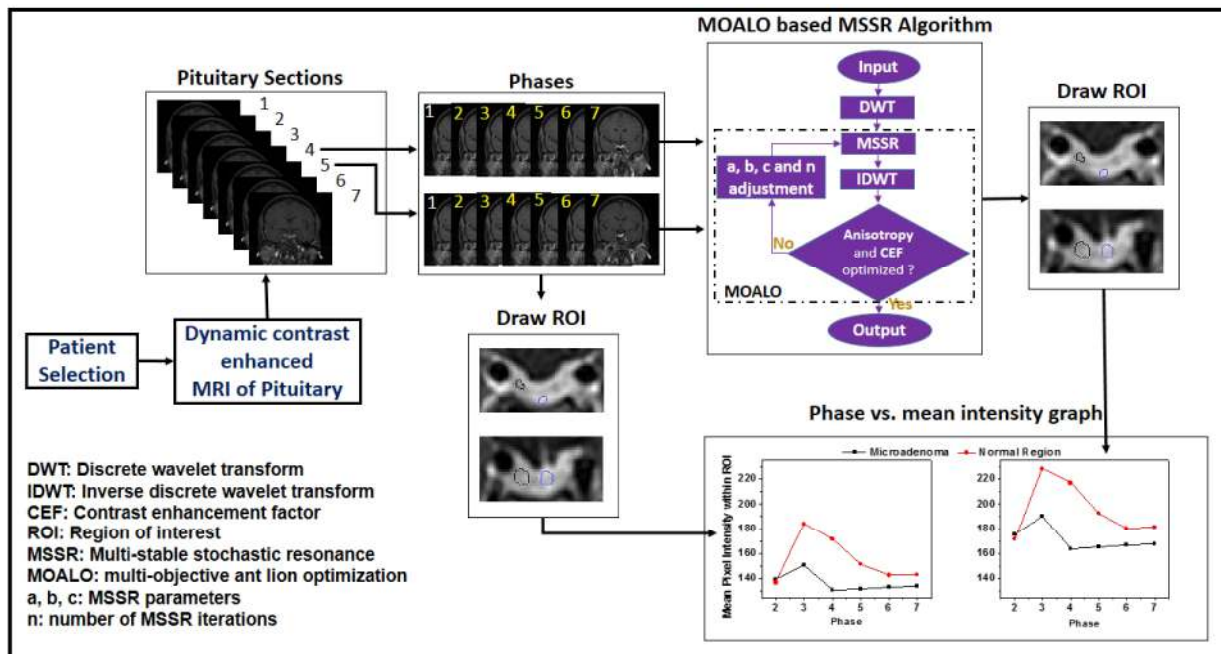 MOALO based MSSR Algorithm
Pituitary Sections
Phases
Input
Draw ROI
1
2
3
4
5
6
7
1 2 3 4 5 6 7
1 2 3 4 5 6 7
DWT
MSSR
a, b, c and n
adjustment
IDWT
No
Anisotropy
and CEF
optimized ?
MOALO
Yes
Output
Draw ROI
Patient
Selection
Dynamic contrast
enhanced
MRI of Pituitary
Phase vs. mean intensity graph
DWT: Discrete wavelet transform
IDWT: Inverse discrete wavelet transform
CEF: Contrast enhancement factor
ROI: Region of interest
MSSR: Multi-stable stochastic resonance
MOALO: multi-objective ant lion optimization
a, b, c: MSSR parameters
n: number of MSSR iterations
Microadenoma Normal Region
Mean Pixel Intensity within ROI
220
200
180
160
140
2 3 4 5 6 7
Phase
220
200
180
160
140
2 3 4 5 6 7
Phase